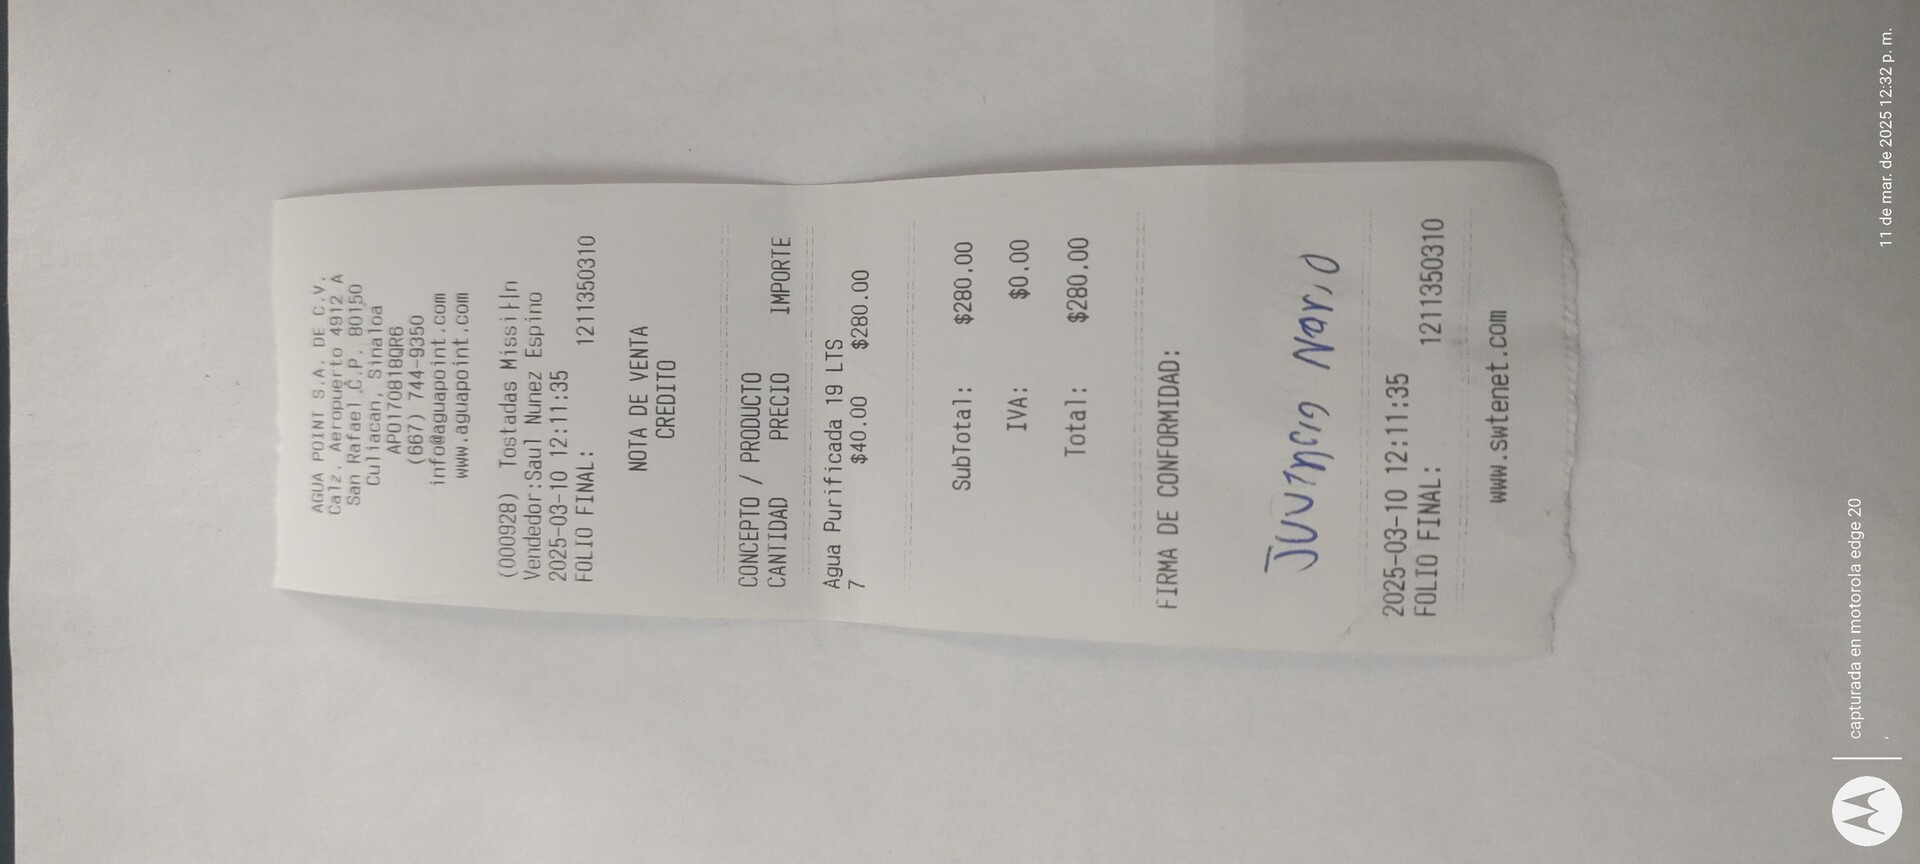 AGUA POINT S.A. DE C.V.
Calz. Aeropuerto 4912 A
San Rafael ,C.P. 80150
Culiacan, Sinaloa
APO170818QR6
(667) 744-9350
info@aguapoint.com
www.aguapoint.com
(000928) Tostadas
Vendedor:Saul Nunez Espino
2025-03-10 12:11:35
FOLIO FINAL: 1211350310
NOTA DE VENTA
CREDITO
CONCEPTO / PRODUCTO
CANTIDAD PRECIO IMPORTE
Agua Purificada 19 LTS
7 $40.00 $280.00
SubTotal: $280.00
IVA: $0.00
Total: $280.00
FIRMA DE CONFORMIDAD:
2025-03-10 12:11:35
FOLIO FINAL: 1211350310
www.swtenet.com
capturada en motorola edge 20
,
11 de mar. de 2025 12:32 p. m.